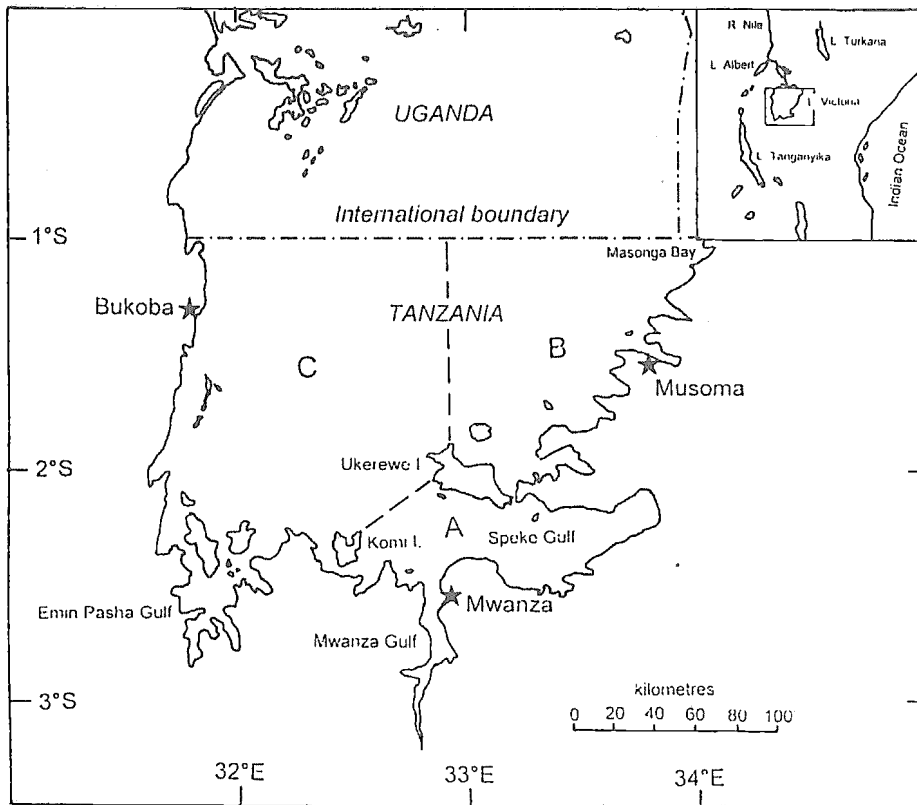 R. Nile
L. Turkana
L. Albert
L. Victoria
L. Tanganyika
Indian Ocean
UGANDA
International boundary
1°S
Masonga Bay
Bukoba
TANZANIA
B
C
Musoma
2°S
Ukerewe I.
A
Komi I.
Speke Gulf
Emin Pasha Gulf
Mwanza
Mwanza Gulf
3°S
kilometres
0 20 40 60 80 100
32°E
33°E
34°E